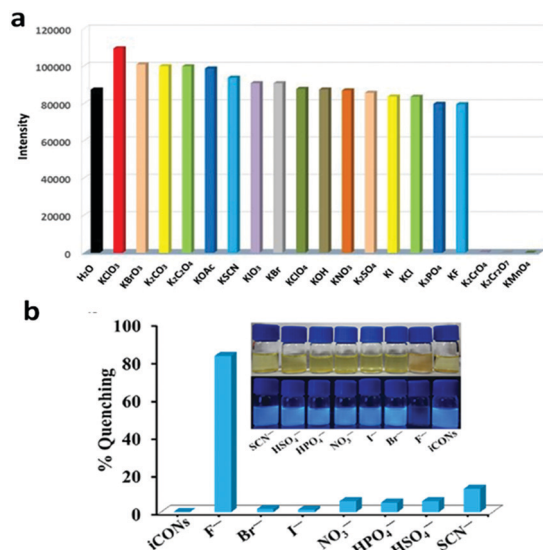 a
120000
100000
80000
60000
40000
20000
0
Intensity
H₂O KClO₃ KBrO₃ K₂CO₃ K₂C₂O₄ KOAc KSCN KIO₃ KBr KClO₄ KOH KNO₃ K₂SO₄ KI KCl K₃PO₄ KF K₂CrO₄ K₂Cr₂O₇ KMnO₄
b
100
80
60
40
20
0
% Quenching
SCN⁻ HSO₄⁻ HPO₄⁻ NO₃⁻ I⁻ Br⁻ F⁻ iCONs
iCONs F⁻ Br⁻ I⁻ NO₃⁻ HPO₄⁻ HSO₄⁻ SCN⁻